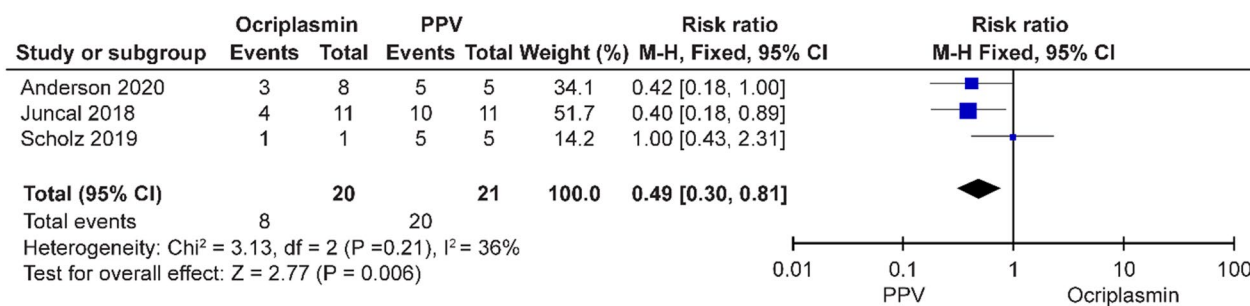 Ocriplasmin PPV Risk ratio Risk ratio
Study or subgroup Events Total Events Total Weight (%) M-H, Fixed, 95% CI M-H Fixed, 95% CI
Anderson 2020 3 8 5 5 34.1 0.42 [0.18, 1.00]
Juncal 2018 4 11 10 11 51.7 0.40 [0.18, 0.89]
Scholz 2019 1 1 5 5 14.2 1.00 [0.43, 2.31]
Total (95% CI) 20 21 100.0 0.49 [0.30, 0.81]
Total events 8 20
Heterogeneity: Chi² = 3.13, df = 2 (P =0.21), I² = 36%
Test for overall effect: Z = 2.77 (P = 0.006)
0.01 0.1 1 10 100
PPV Ocriplasmin